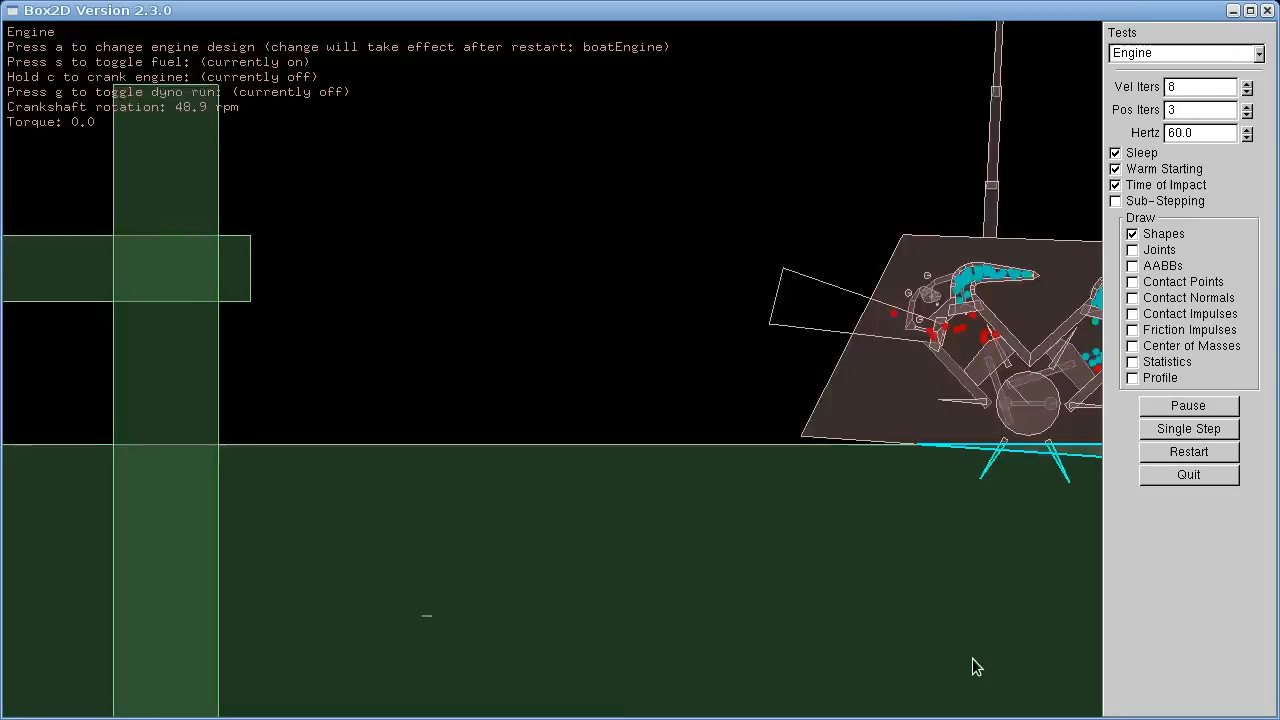 Box2D Version 2.3.0
Engine
Press a to change engine design (change will take effect after restart: boatEngine)
Press s to toggle fuel: (currently on)
Hold c to crank engine: (currently off)
Press g to toggle dyno run: (currently off)
Crankshaft rotation: 48.9 rpm
Torque: 0.0
Tests
Engine
Vel Iters 8
Pos Iters 3
Hertz 60.0
Sleep
Warm Starting
Time of Impact
Sub-Stepping
Draw
Shapes
Joints
AABBs
Contact Points
Contact Normals
Contact Impulses
Friction Impulses
Center of Masses
Statistics
Profile
Pause
Single Step
Restart
Quit